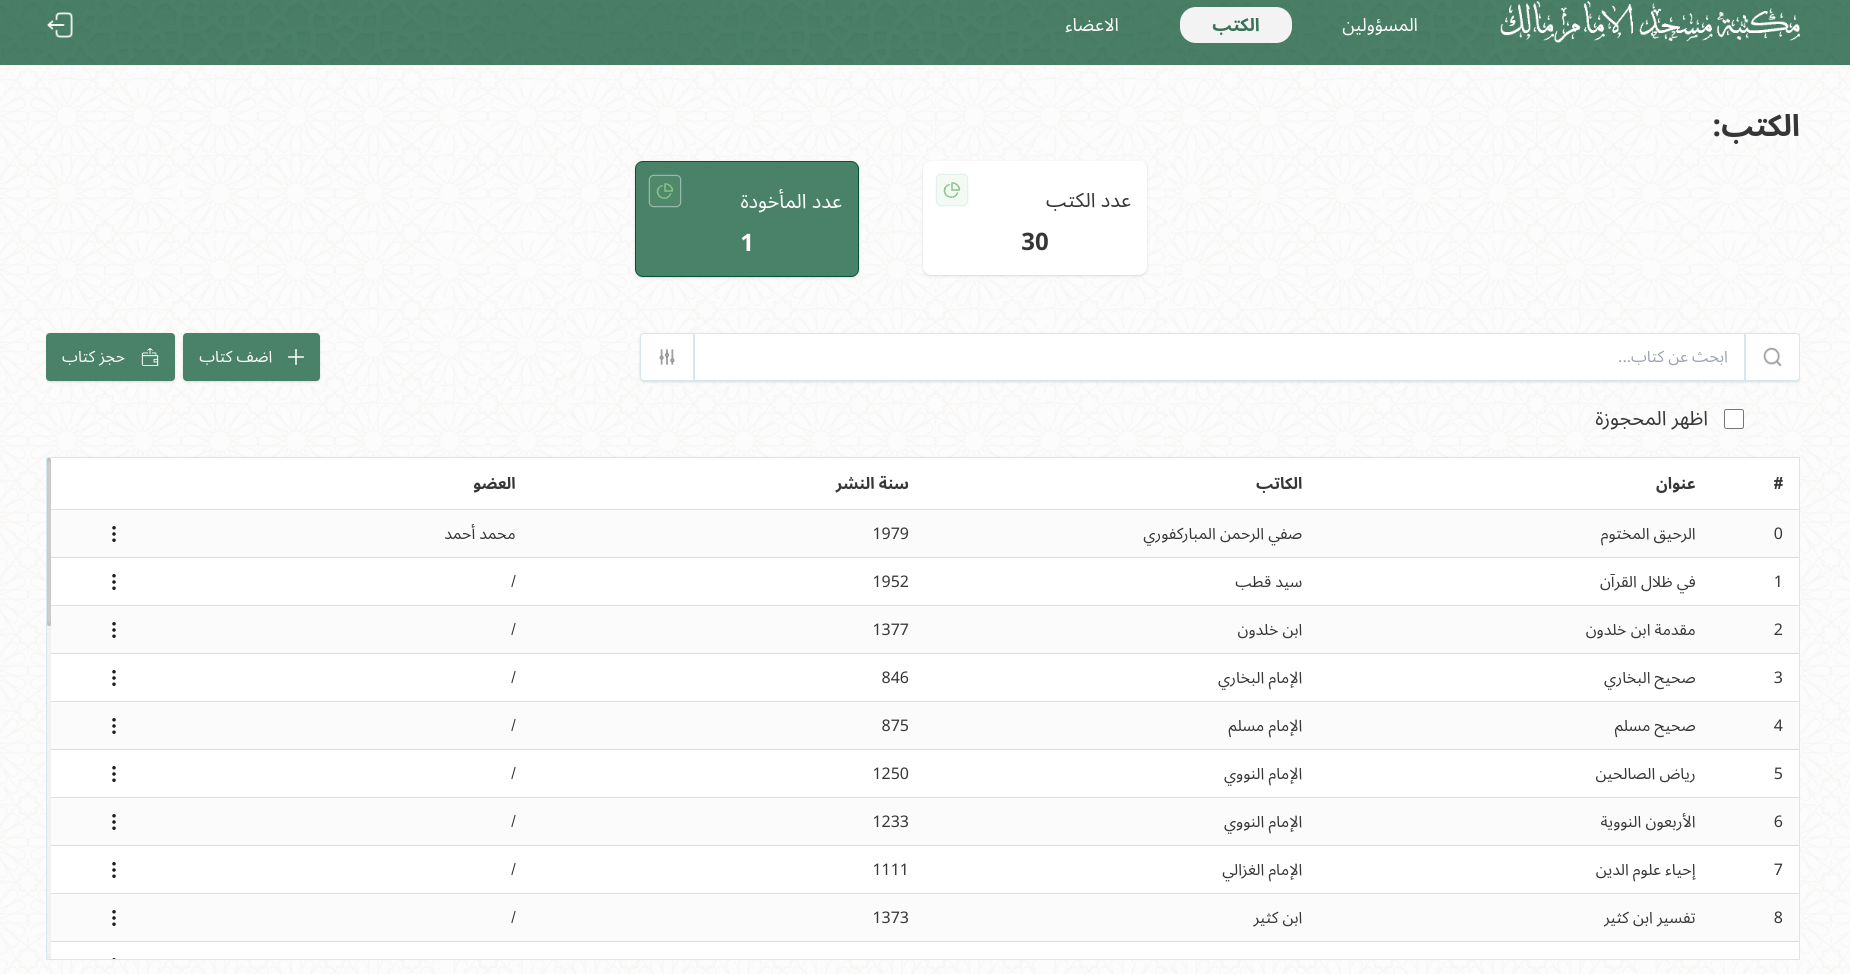 مكتبة مسجد الامام مالك
المسؤولين
الكتب
الاعضاء
الكتب:
عدد الكتب
30
عدد المأخوذة
1
ابحث عن كتاب...
اضف كتاب
حجز كتاب
اظهر المحجوزة
# عنوان الكاتب سنة النشر العضو
0 الرحيق المختوم صفي الرحمن المباركفوري 1979 محمد أحمد
1 في ظلال القرآن سيد قطب 1952 /
2 مقدمة ابن خلدون ابن خلدون 1377 /
3 صحيح البخاري الإمام البخاري 846 /
4 صحيح مسلم الإمام مسلم 875 /
5 رياض الصالحين الإمام النووي 1250 /
6 الأربعون النووية الإمام النووي 1233 /
7 إحياء علوم الدين الإمام الغزالي 1111 /
8 تفسير ابن كثير ابن كثير 1373 /